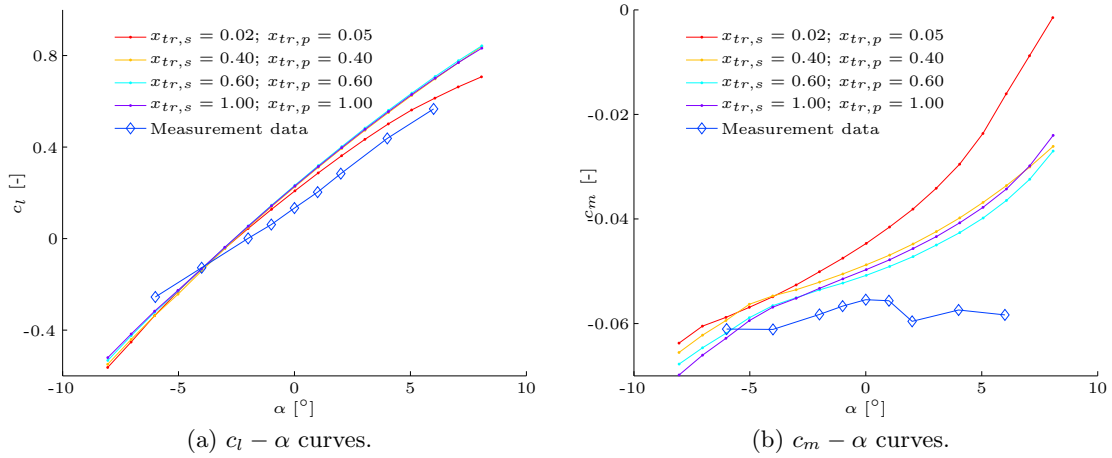 0.8
0.4
0
-0.4
-10
-5
0
5
10
c_l [-]
α [°]
x_{tr,s} = 0.02; x_{tr,p} = 0.05
x_{tr,s} = 0.40; x_{tr,p} = 0.40
x_{tr,s} = 0.60; x_{tr,p} = 0.60
x_{tr,s} = 1.00; x_{tr,p} = 1.00
Measurement data
(a) c_l − α curves.
0
-0.02
-0.04
-0.06
-10
-5
0
5
10
c_m [-]
α [°]
x_{tr,s} = 0.02; x_{tr,p} = 0.05
x_{tr,s} = 0.40; x_{tr,p} = 0.40
x_{tr,s} = 0.60; x_{tr,p} = 0.60
x_{tr,s} = 1.00; x_{tr,p} = 1.00
Measurement data
(b) c_m − α curves.